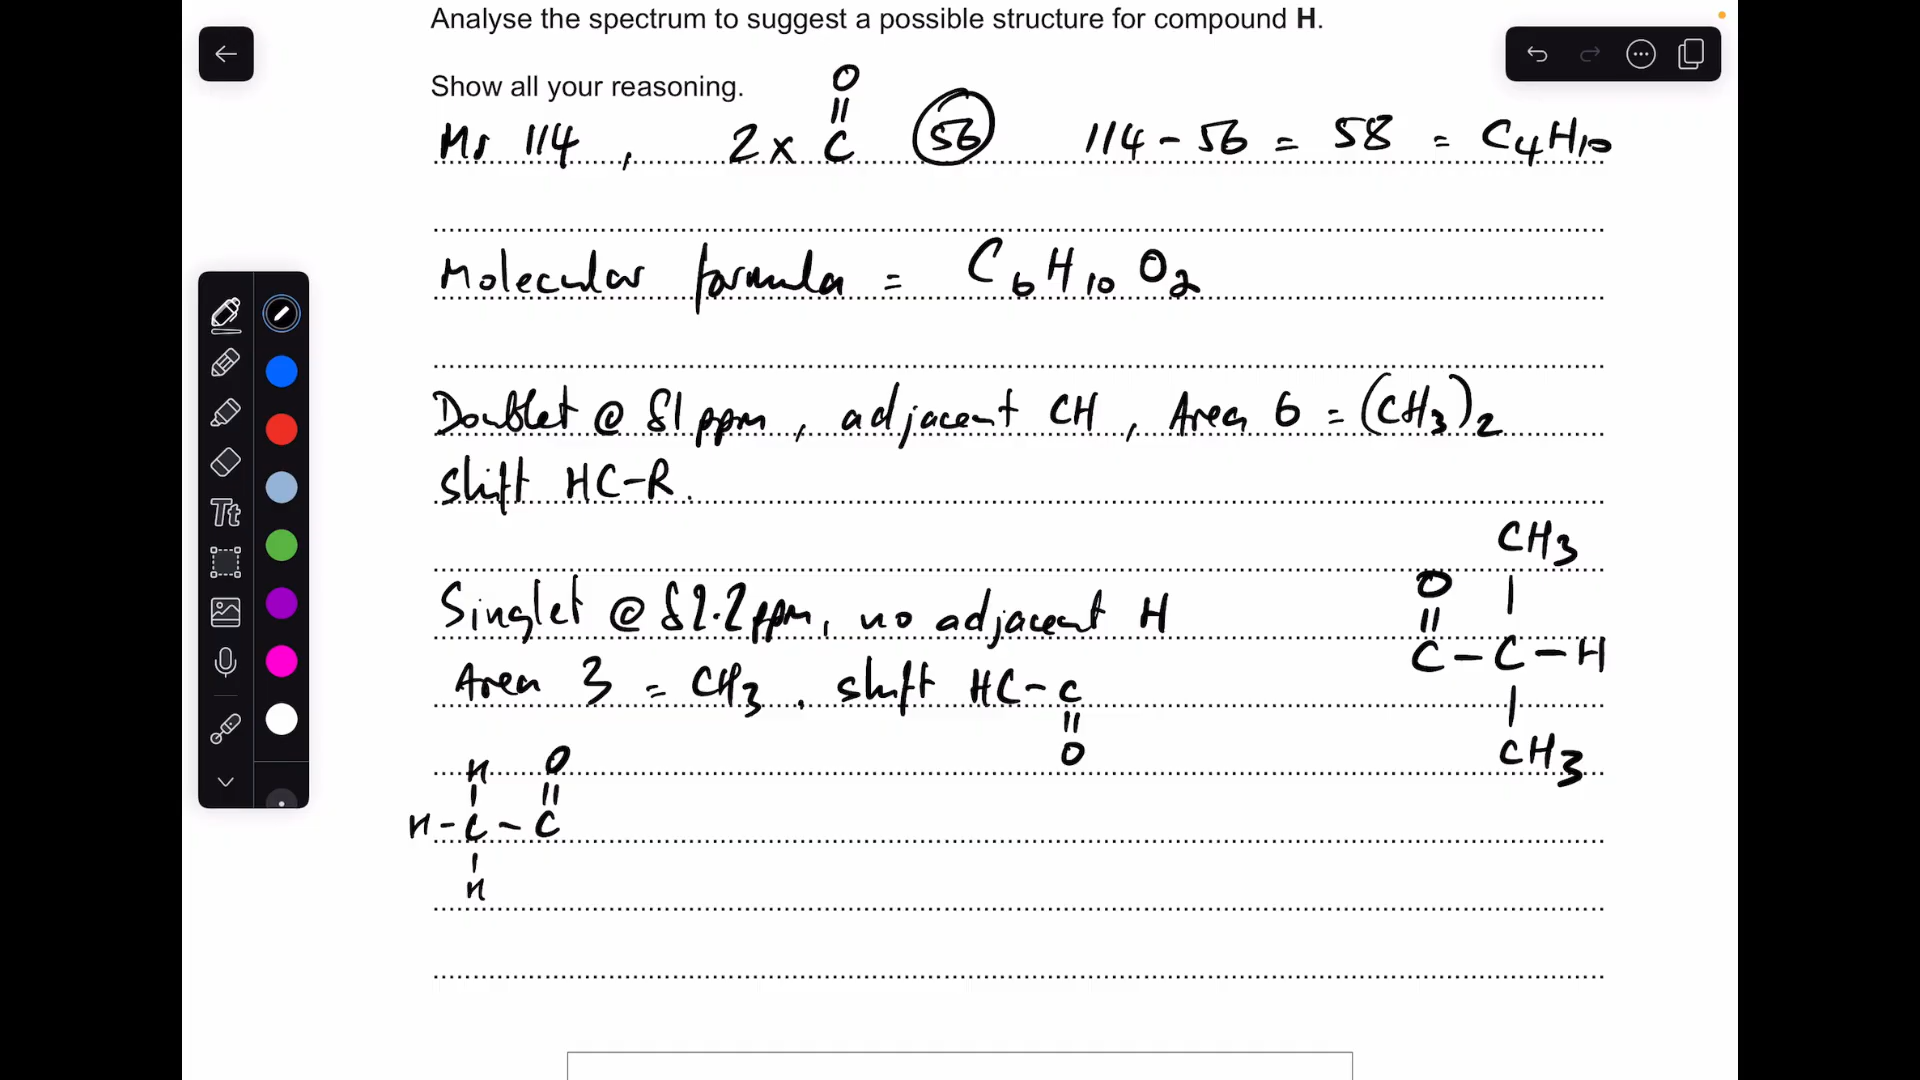 Analyse the spectrum to suggest a possible structure for compound H.
Show all your reasoning.
O
Mr 114 , 2 x C (56) 114 - 56 = 58 = C4H10
Molecular formula = C6H10O2
Doublet @ δ1 ppm, adjacent CH, Area 6 = (CH3)2
shift HC-R.
CH3
O
Singlet @ δ2.2ppm, no adjacent H
C-C-H
Area 3 = CH3. shift HC-C
O
CH3
H O
H-C-C
H
Tt